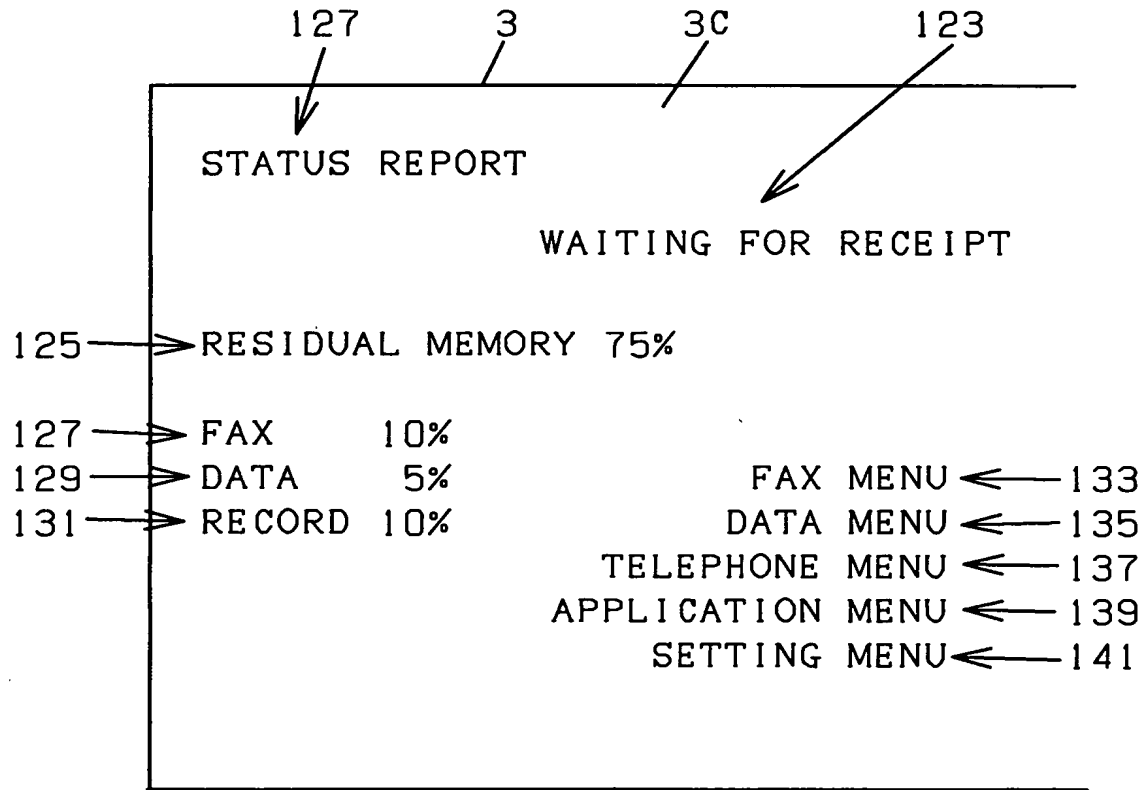 127 3 3C 123
STATUS REPORT
WAITING FOR RECEIPT
125 RESIDUAL MEMORY 75%
127 FAX 10%
129 DATA 5% FAX MENU 133
131 RECORD 10% DATA MENU 135
TELEPHONE MENU 137
APPLICATION MENU 139
SETTING MENU 141